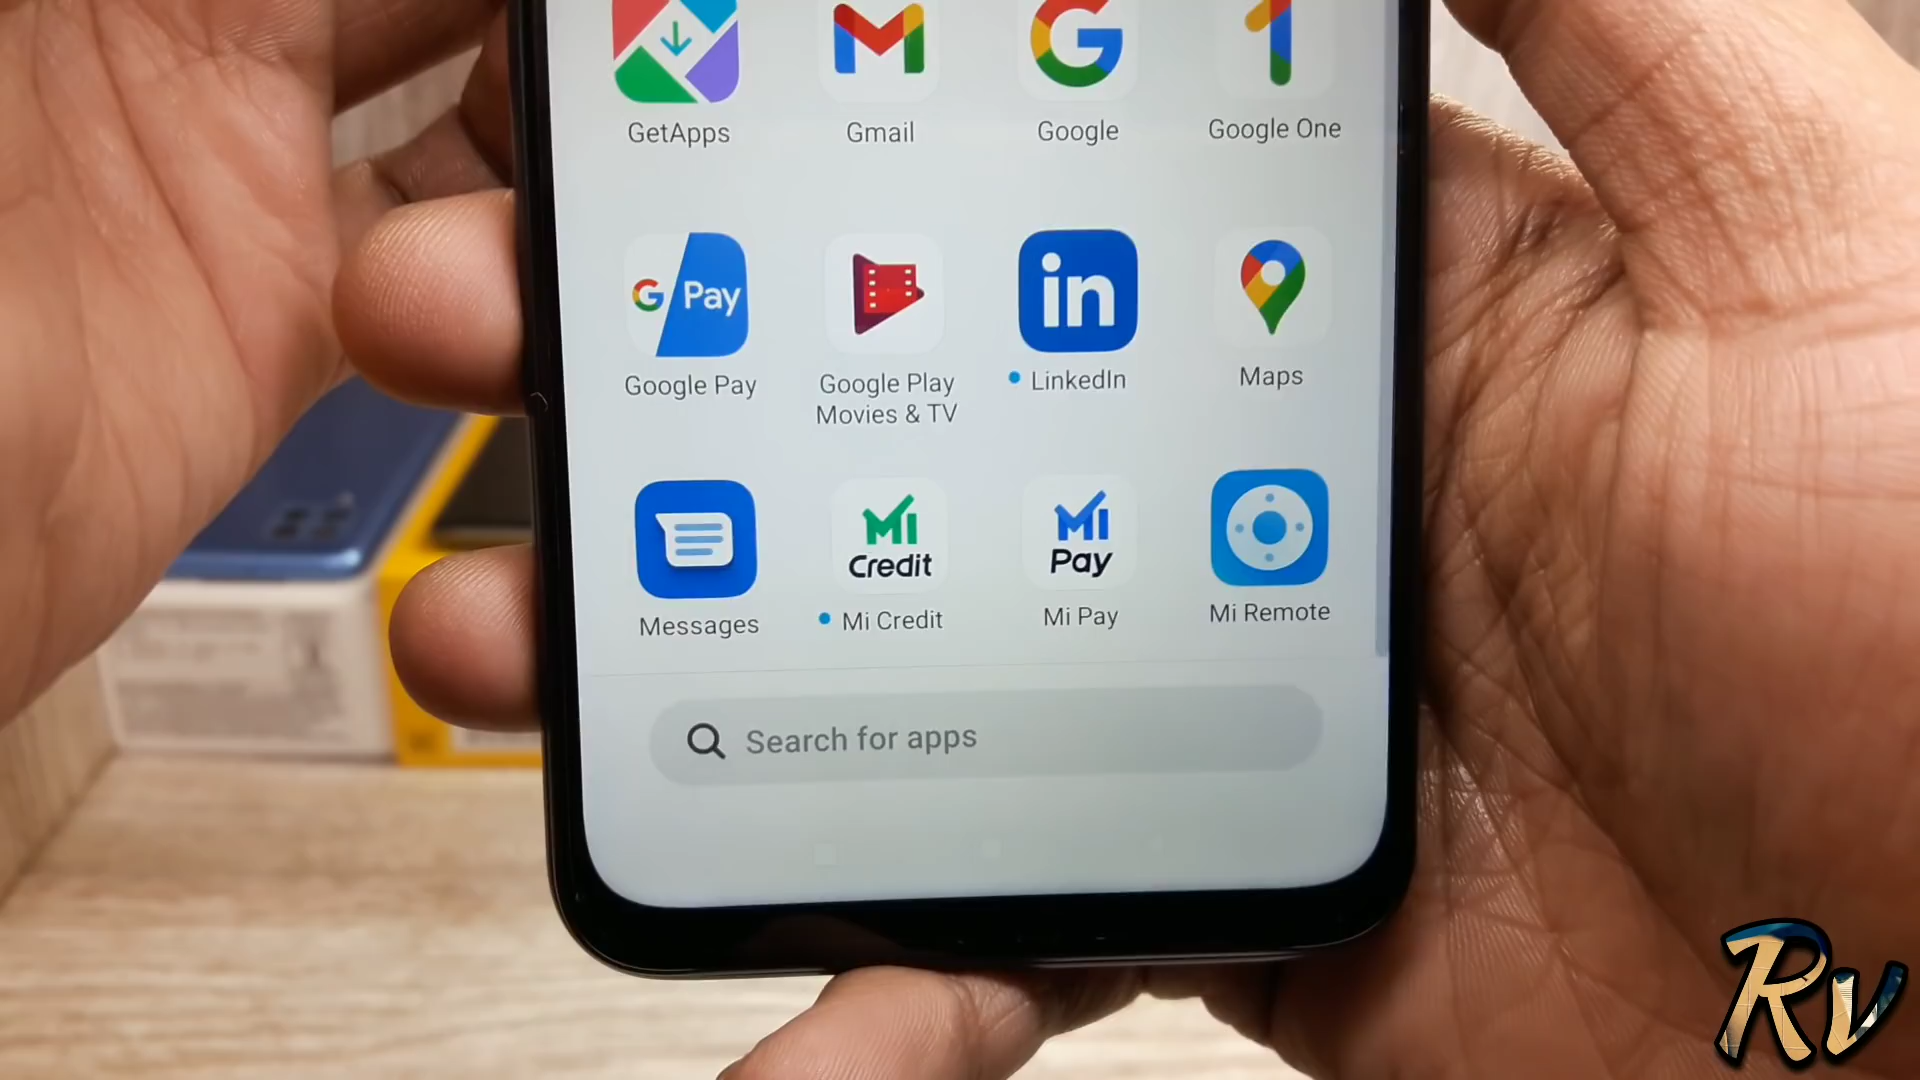 GetApps
Gmail
Google
Google One
G Pay
in
Google Pay
Google Play
Movies & TV
LinkedIn
Maps
Mi
Credit
Mi
Pay
Messages
Mi Credit
Mi Pay
Mi Remote
Search for apps
Rv